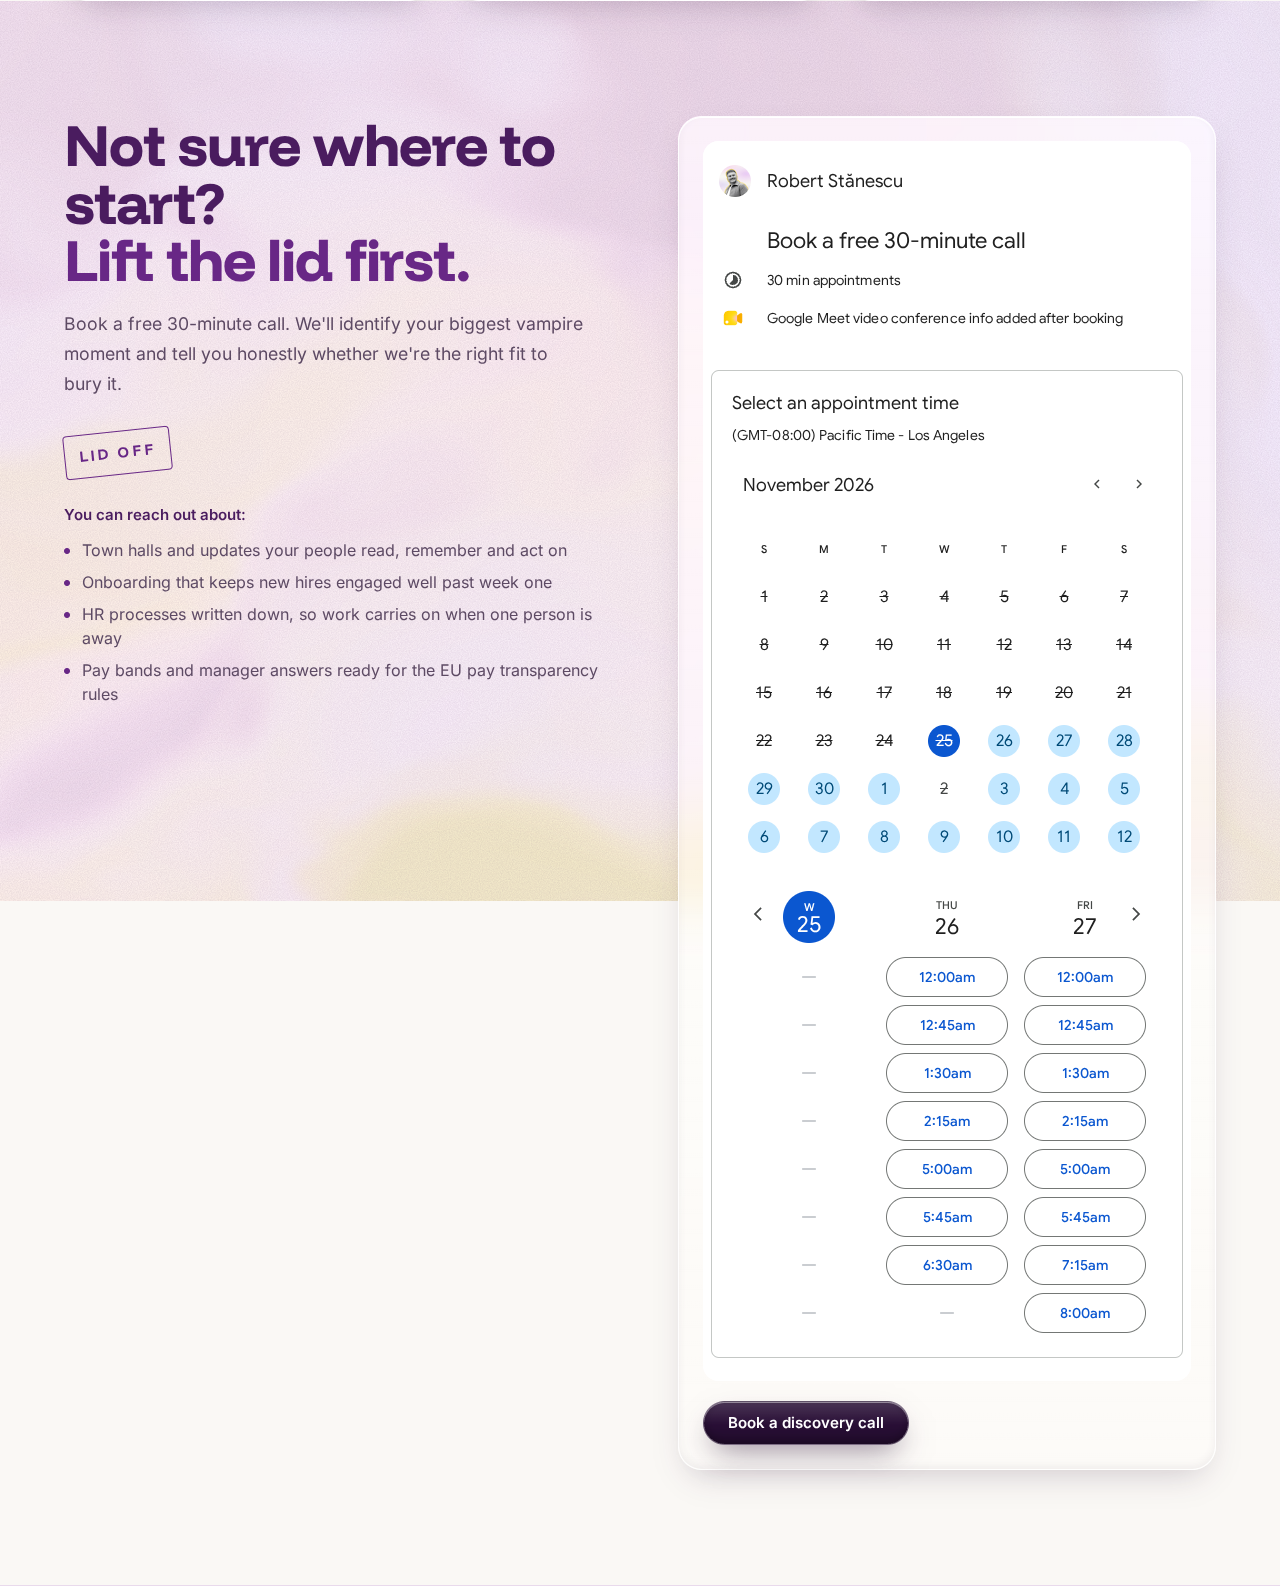 Not sure where to
start?
Lift the lid first.
Book a free 30-minute call. We'll identify your biggest vampire
moment and tell you honestly whether we're the right fit to
bury it.
LID OFF
You can reach out about:
Town halls and updates your people read, remember and act on
Onboarding that keeps new hires engaged well past week one
HR processes written down, so work carries on when one person is
away
Pay bands and manager answers ready for the EU pay transparency
rules
Robert Stănescu
Book a free 30-minute call
30 min appointments
Google Meet video conference info added after booking
Select an appointment time
(GMT-08:00) Pacific Time - Los Angeles
November 2026
S M T W T F S
1 2 3 4 5 6 7
8 9 10 11 12 13 14
15 16 17 18 19 20 21
22 23 24 25 26 27 28
29 30 1 2 3 4 5
6 7 8 9 10 11 12
W THU FRI
25 26 27
— 12:00am 12:00am
— 12:45am 12:45am
— 1:30am 1:30am
— 2:15am 2:15am
— 5:00am 5:00am
— 5:45am 5:45am
— 6:30am 7:15am
— — 8:00am
Book a discovery call